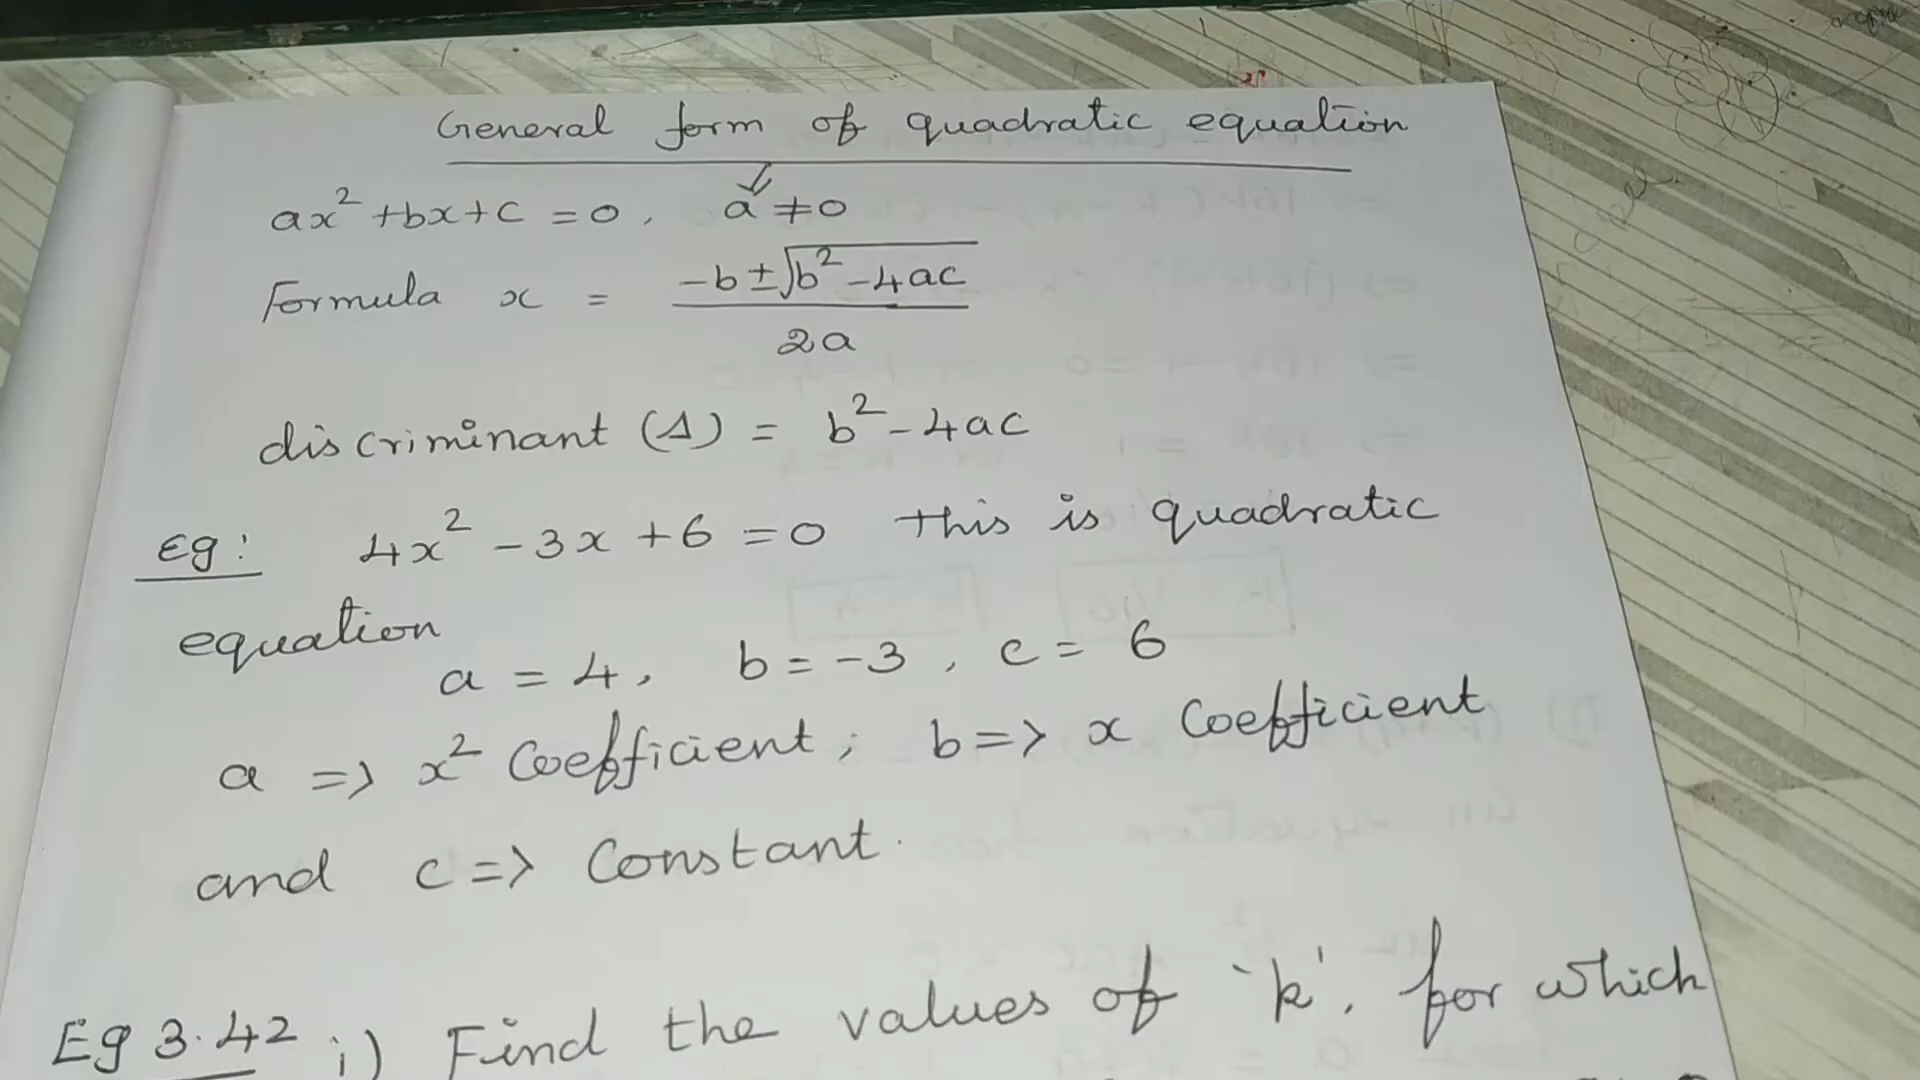 General form of quadratic equation
ax² + bx + c = 0, a ≠ 0
Formula x = -b ± √b² - 4ac / 2a
discriminant (Δ) = b² - 4ac
Eg: 4x² - 3x + 6 = 0 this is quadratic
equation
a = 4, b = -3, c = 6
a => x² Coefficient; b => x Coefficient
and c => Constant.
Eg 3.42 i) Find the values of 'k', for which